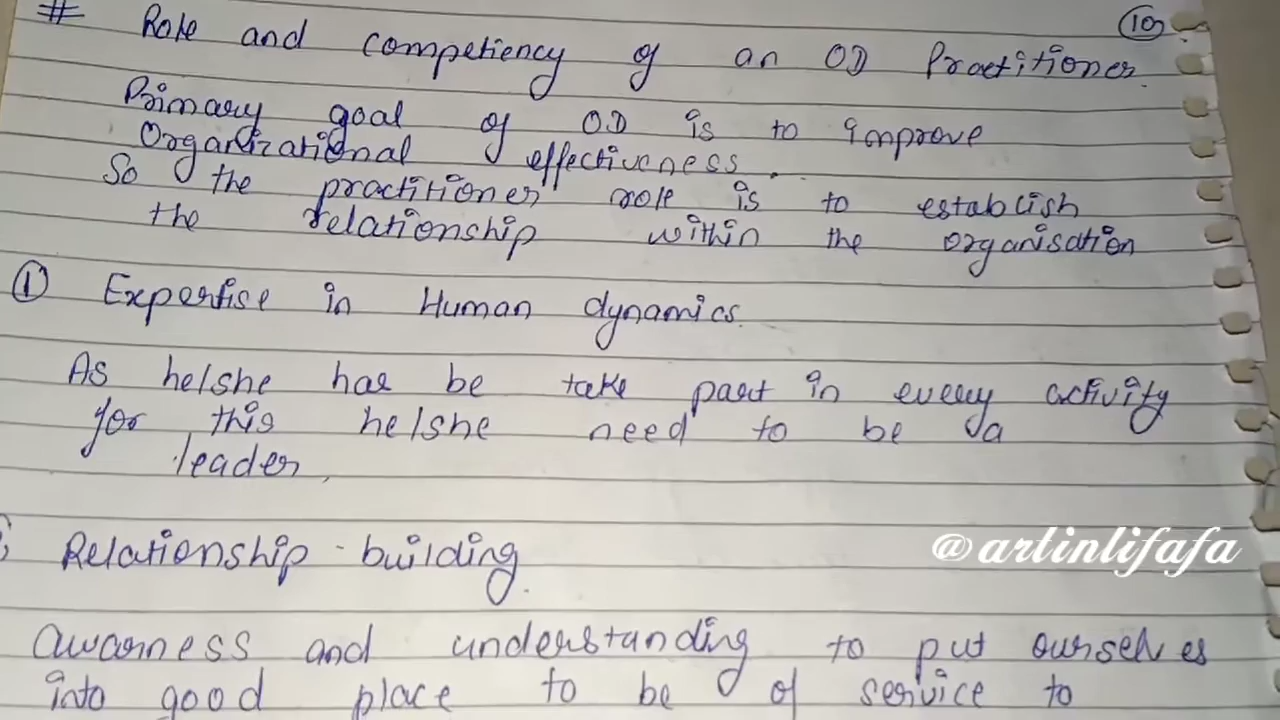 # Role and competiency of an OD Practitioner
10
Primary goal of O.D is to improve
Organizational effectiveness.
So the practitioner role is to establish
the relationship within the organisation
① Expertise in Human dynamics.
As he/she has be take part in every activity
for this he/she need to be a
leader.
Relationship-building.
awarness and understanding to put ourselves
into good place to be of service to
@artinlifafa